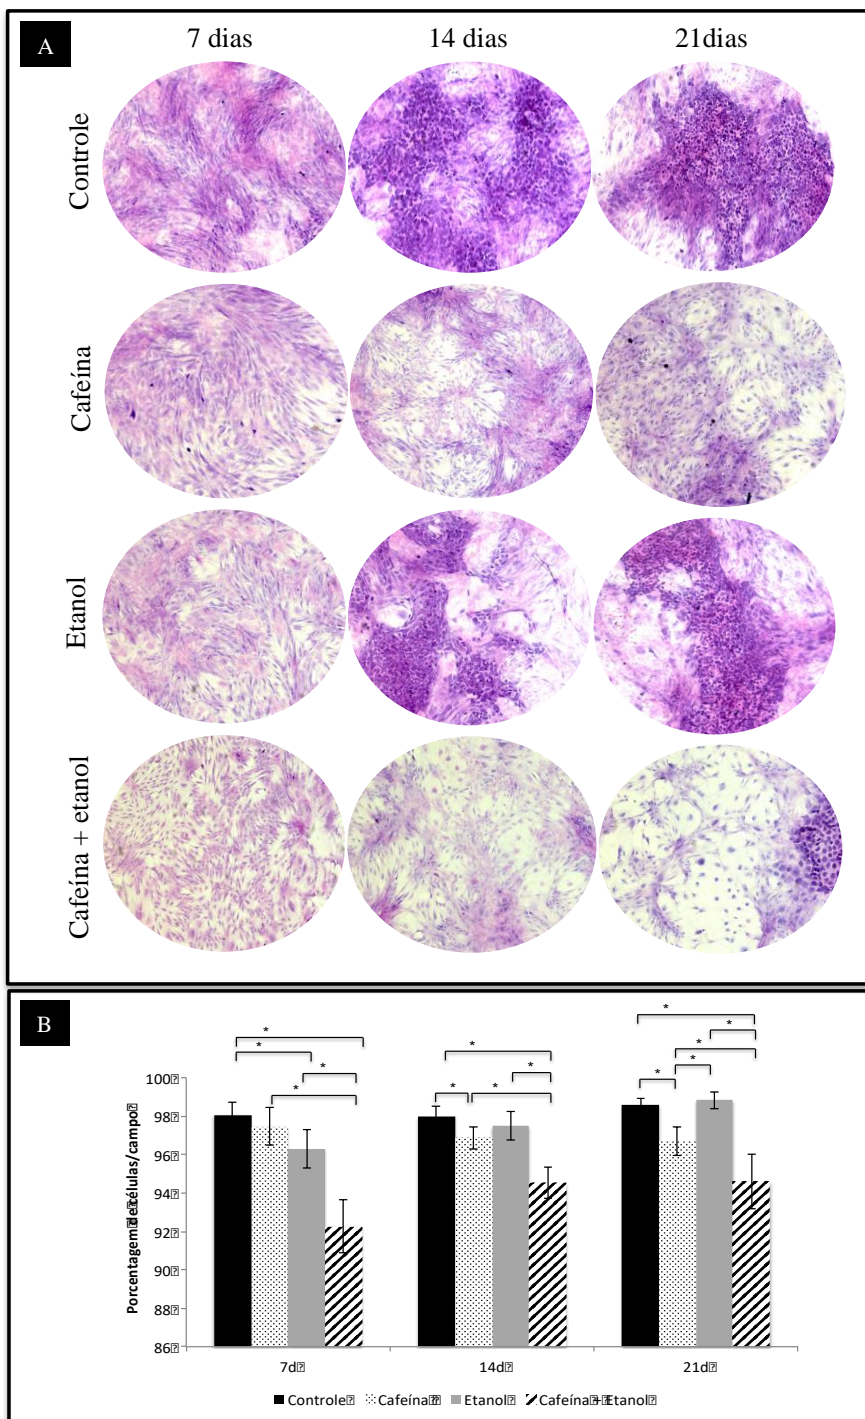 A
7 dias 14 dias 21dias
Controle
Cafeína
Etanol
Cafeína + etanol
B
* * * *
* * * *
* * * * *
Porcentagem de células/campo
100
98
96
94
92
90
88
86
7d 14d 21d
Controle Cafeína Etanol Cafeína + Etanol